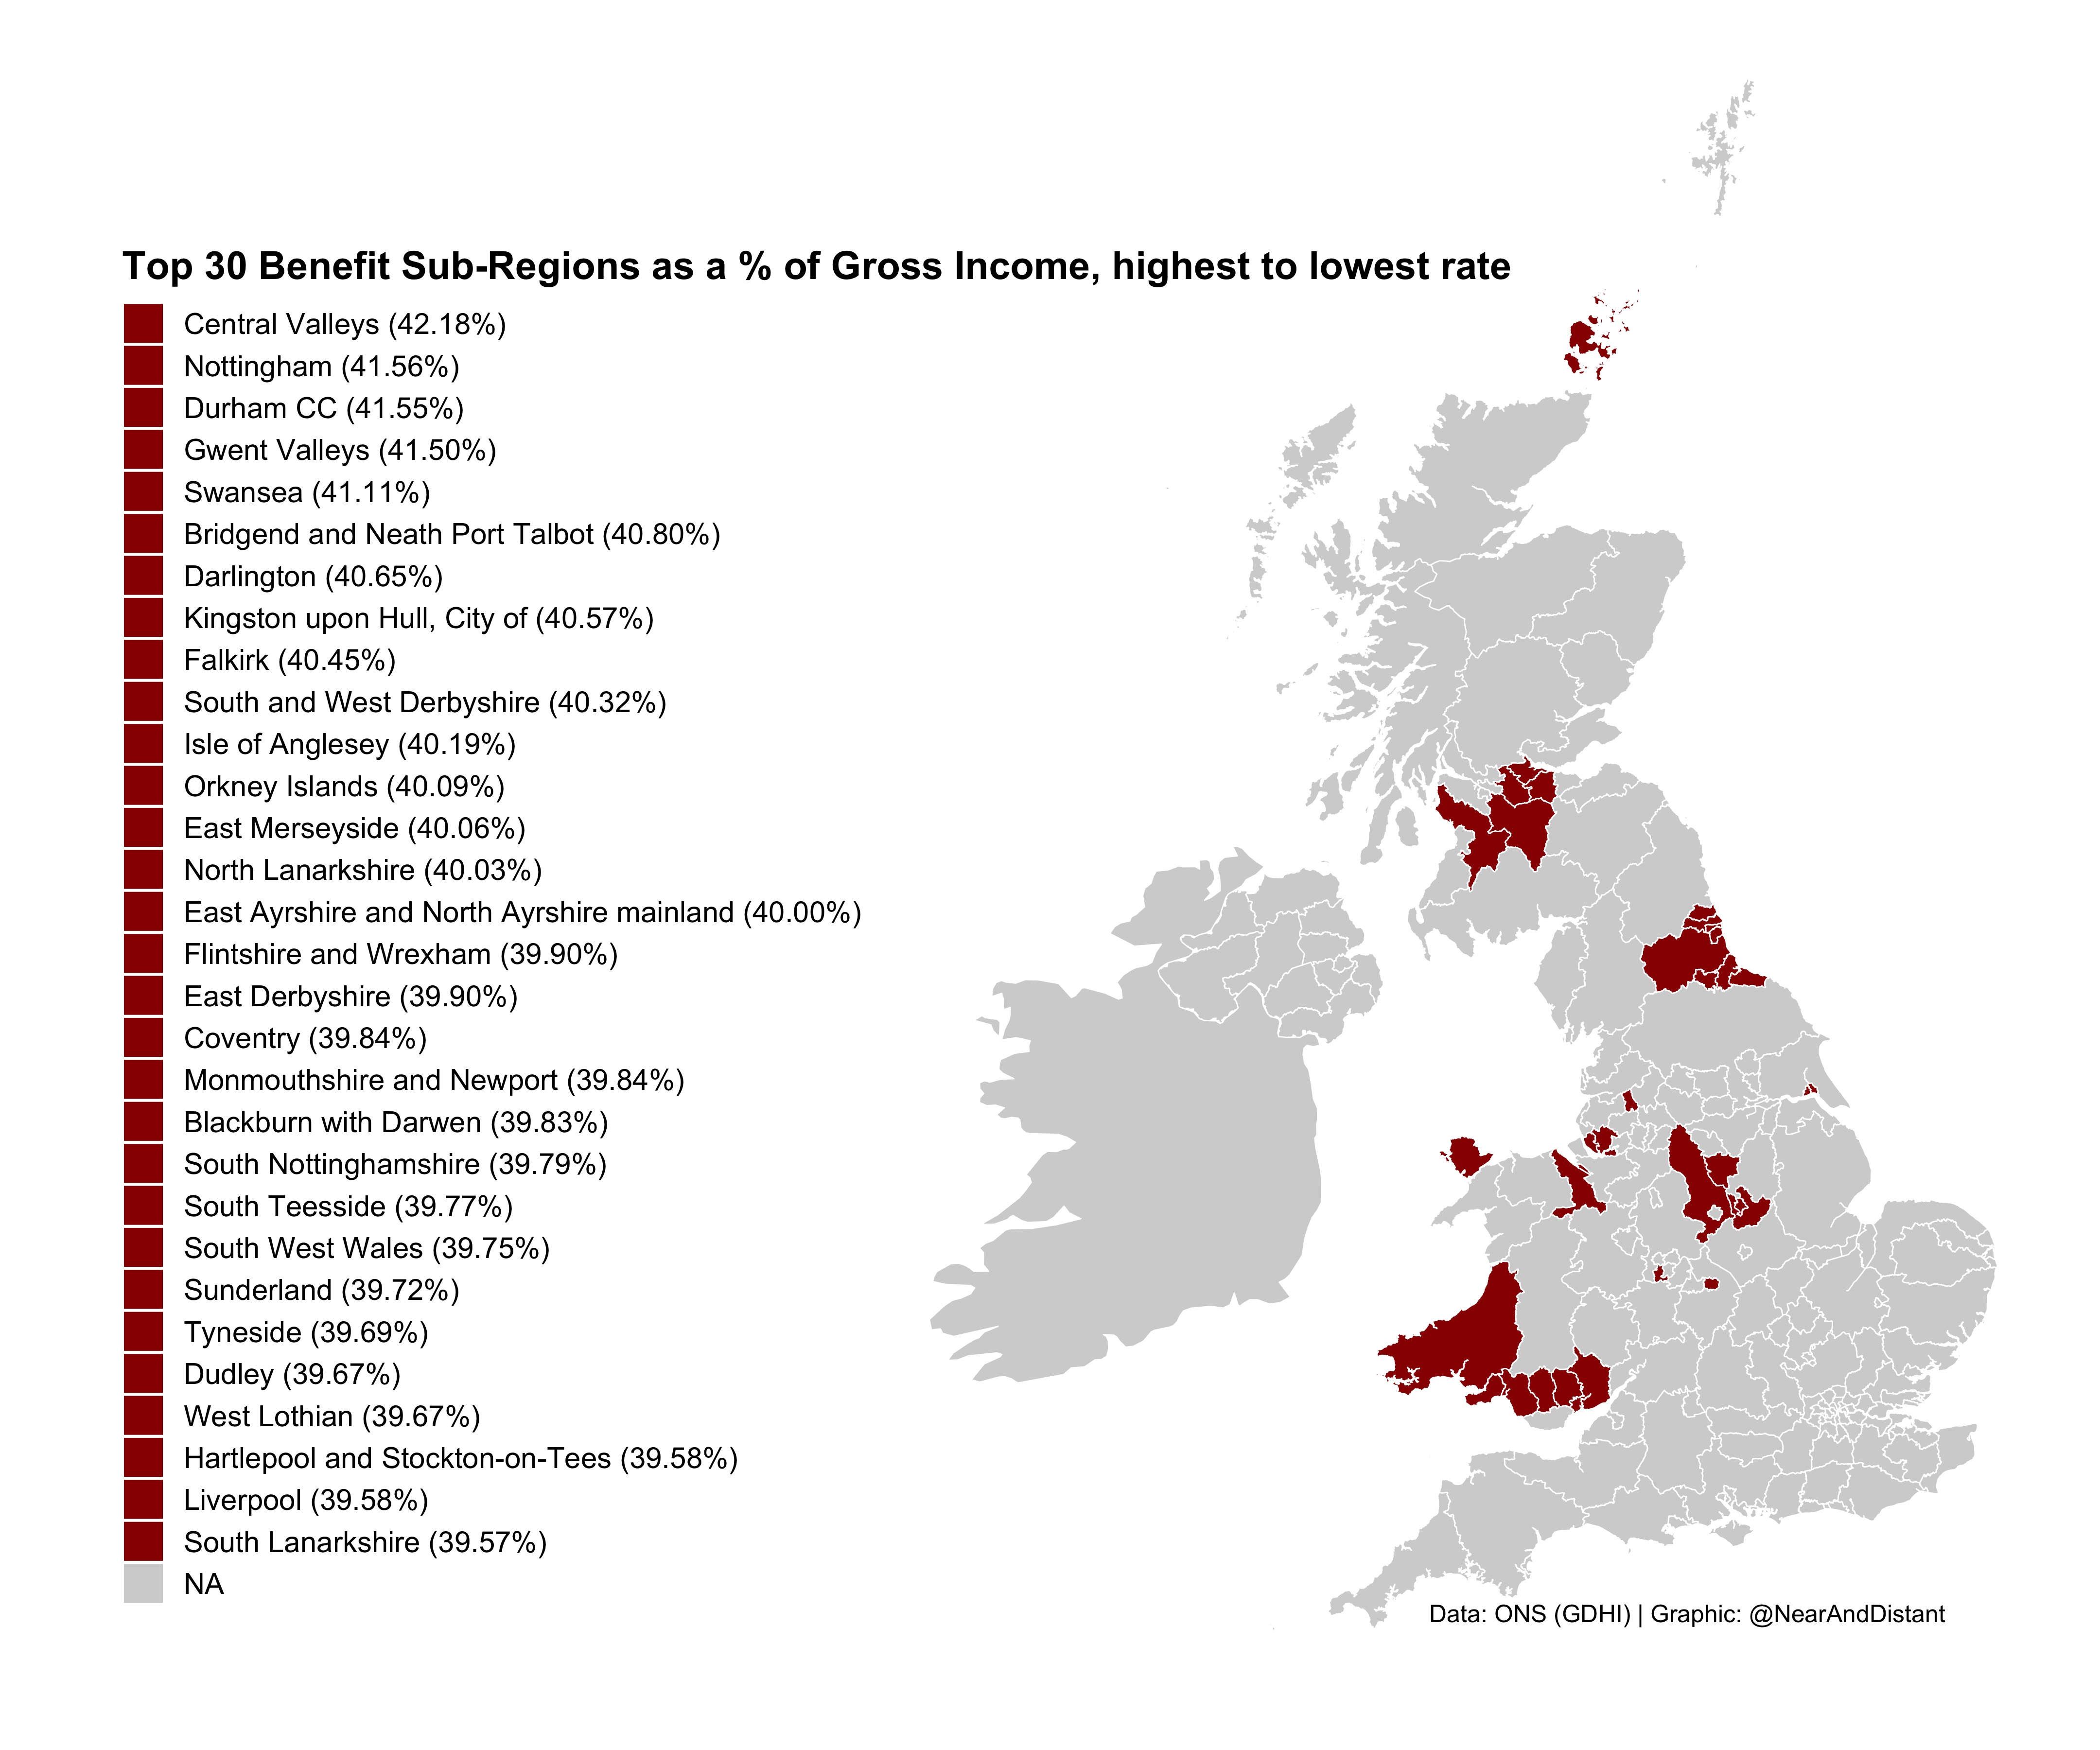 Top 30 Benefit Sub-Regions as a % of Gross Income, highest to lowest rate
Central Valleys (42.18%)
Nottingham (41.56%)
Durham CC (41.55%)
Gwent Valleys (41.50%)
Swansea (41.11%)
Bridgend and Neath Port Talbot (40.80%)
Darlington (40.65%)
Kingston upon Hull, City of (40.57%)
Falkirk (40.45%)
South and West Derbyshire (40.32%)
Isle of Anglesey (40.19%)
Orkney Islands (40.09%)
East Merseyside (40.06%)
North Lanarkshire (40.03%)
East Ayrshire and North Ayrshire mainland (40.00%)
Flintshire and Wrexham (39.90%)
East Derbyshire (39.90%)
Coventry (39.84%)
Monmouthshire and Newport (39.84%)
Blackburn with Darwen (39.83%)
South Nottinghamshire (39.79%)
South Teesside (39.77%)
South West Wales (39.75%)
Sunderland (39.72%)
Tyneside (39.69%)
Dudley (39.67%)
West Lothian (39.67%)
Hartlepool and Stockton-on-Tees (39.58%)
Liverpool (39.58%)
South Lanarkshire (39.57%)
NA
Data: ONS (GDHI) | Graphic: @NearAndDistant